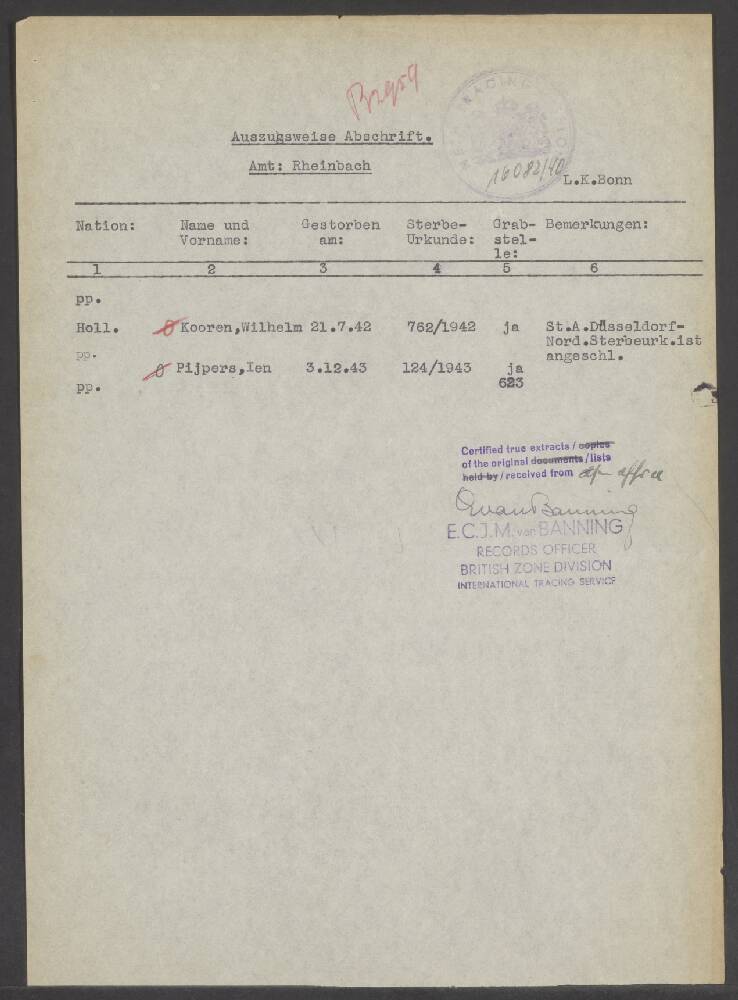 Auszugsweise Abschrift.
Amt: Rheinbach
16082/40
L.K.Bonn
Nation: Name und Vorname: Gestorben am: Sterbe-Urkunde: Grab-stel-le: Bemerkungen:
1 2 3 4 5 6
pp.
Holl. Kooren,Wilhelm 21.7.42 762/1942 ja St.A.Düsseldorf-
Nord.Sterbeurk.ist
pp. angeschl.
Pijpers,Ien 3.12.43 124/1943 ja
pp. 623
Certified true extracts / copies
of the original documents / lists
held by / received from
E.C.J.M. van BANNING
RECORDS OFFICER
BRITISH ZONE DIVISION
INTERNATIONAL TRACING SERVICE